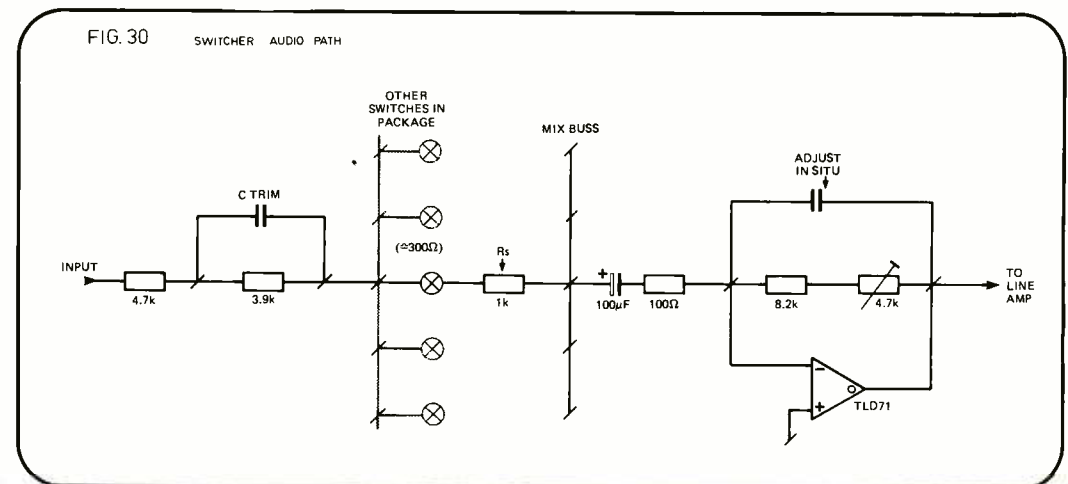 FIG. 30 SWITCHER AUDIO PATH
OTHER
SWITCHES IN
PACKAGE
MIX BUSS
ADJUST
IN SITU
C TRIM
(≏300Ω)
Rs
INPUT
4.7k
3.9k
1k
+
100µF
100Ω
8.2k
4.7k
TO
LINE
AMP
−
+
TLD71